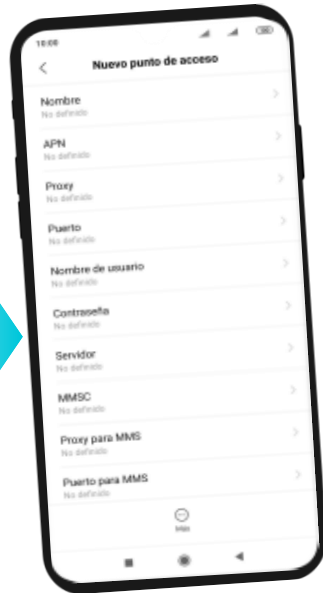 10:00
Nuevo punto de acceso
Nombre
No definido
APN
No definido
Proxy
No definido
Puerto
No definido
Nombre de usuario
No definido
Contraseña
No definido
Servidor
No definido
MMSC
No definido
Proxy para MMS
No definido
Puerto para MMS
No definido
Más